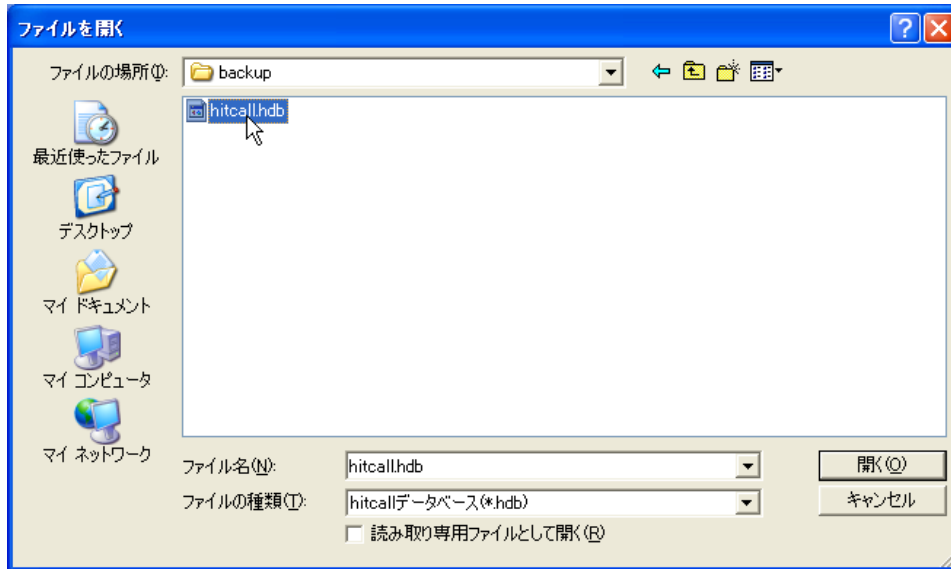 ファイルを開く
ファイルの場所(I):
backup
hitcall.hdb
最近使ったファイル
デスクトップ
マイ ドキュメント
マイ コンピュータ
マイ ネットワーク
ファイル名(N):
hitcall.hdb
開く(O)
ファイルの種類(T):
hitcallデータベース(*.hdb)
キャンセル
読み取り専用ファイルとして開く(R)